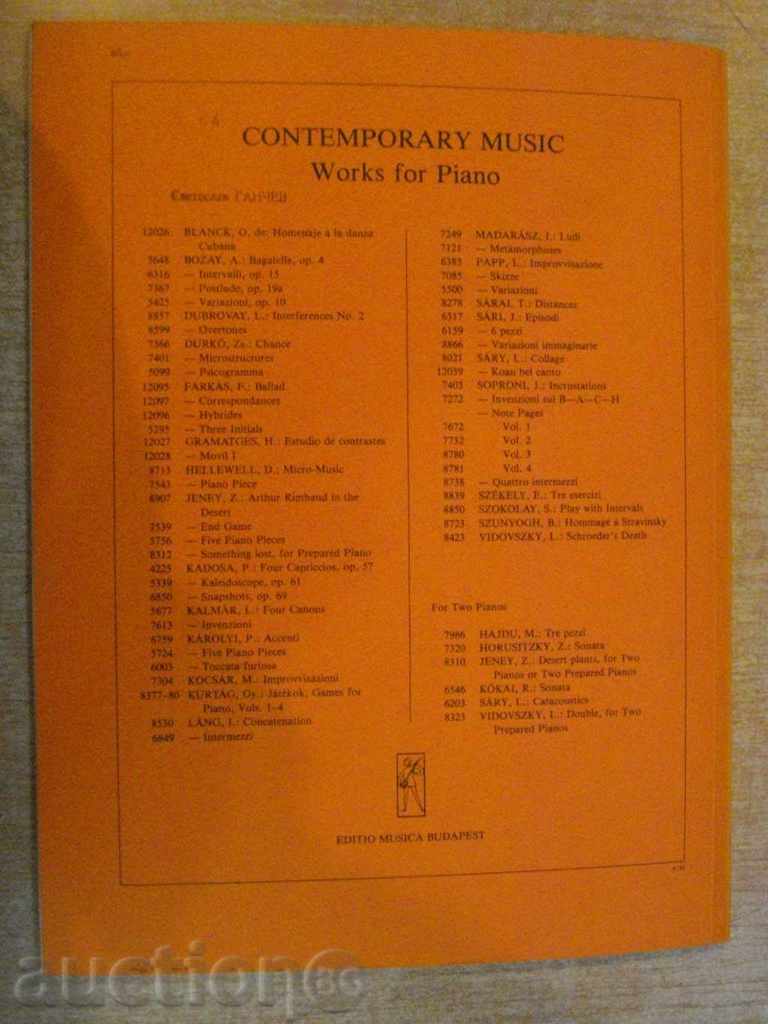 CONTEMPORARY MUSIC
Works for Piano
Светослав ГАНЧЕВ
12026 BLANCK, O. de: Homenaje a la danza
Cubana
5648 BOZAY, A.: Bagatelle, op. 4
6316 — Intervalli, op. 15
7367 — Postlude, op. 19a
5425 — Variazioni, op. 10
8857 DUBROVAY, L.: Interferences No. 2
8599 — Overtones
7366 DURKÓ, Zs.: Chance
7401 — Microstructures
5099 — Psicogramma
12095 FARKAS, F.: Ballad
12097 — Correspondances
12096 — Hybrides
5295 — Three Initials
12027 GRAMATGES, H.: Estudio de contrastes
12028 — Movil I
8713 HELLEWELL, D.: Micro-Music
7543 — Piano Piece
8907 JENEY, Z.: Arthur Rimbaud in the
Desert
7539 — End Game
5756 — Five Piano Pieces
8312 — Something lost, for Prepared Piano
4225 KADOSA, P.: Four Capriccios, op. 57
5339 — Kaleidoscope, op. 61
6850 — Snapshots, op. 69
5677 KALMÁR, L.: Four Canons
7613 — Invenzioni
6759 KÁROLYI, P.: Accenti
5724 — Five Piano Pieces
6003 — Toccata furiosa
7304 KOCSÁR, M.: Improvvisazioni
8377–80 KURTÁG, Gy.: Játékok, Games for
Piano, Vols. 1–4
8530 LÁNG, I.: Concatenation
6849 — Intermezzi
7249 MADARÁSZ, I.: Ludi
7121 — Metamorphoses
6383 PAPP, L.: Improvvisazione
7085 — Skizze
5500 — Variazioni
8278 SÁRAI, T.: Distances
6317 SÁRI, J.: Episodi
6159 — 6 pezzi
8866 — Variazioni immaginarie
8021 SÁRY, L.: Collage
12039 — Koan bel canto
7403 SOPRONI, J.: Incrustations
7272 — Invenzioni sul B—A—C—H
— Note Pages
7672 Vol. 1
7732 Vol. 2
8780 Vol. 3
8781 Vol. 4
8738 — Quattro intermezzi
8839 SZÉKELY, E.: Tre esercizi
4850 SZOKOLAY, S.: Play with Intervals
8723 SZUNYOGH, B.: Hommage à Stravinsky
8423 VIDOVSZKY, L.: Schroeder's Death
For Two Pianos
7986 HAJDU, M.: Tre pezzi
7320 HORUSITZKY, Z.: Sonata
8310 JENEY, Z.: Desert plants, for Two
Pianos or Two Prepared Pianos
6546 KÓKAI, R.: Sonata
6203 SÁRY, L.: Catacoustics
8323 VIDOVSZKY, L.: Double, for Two
Prepared Pianos
EDITIO MUSICA BUDAPEST
auction